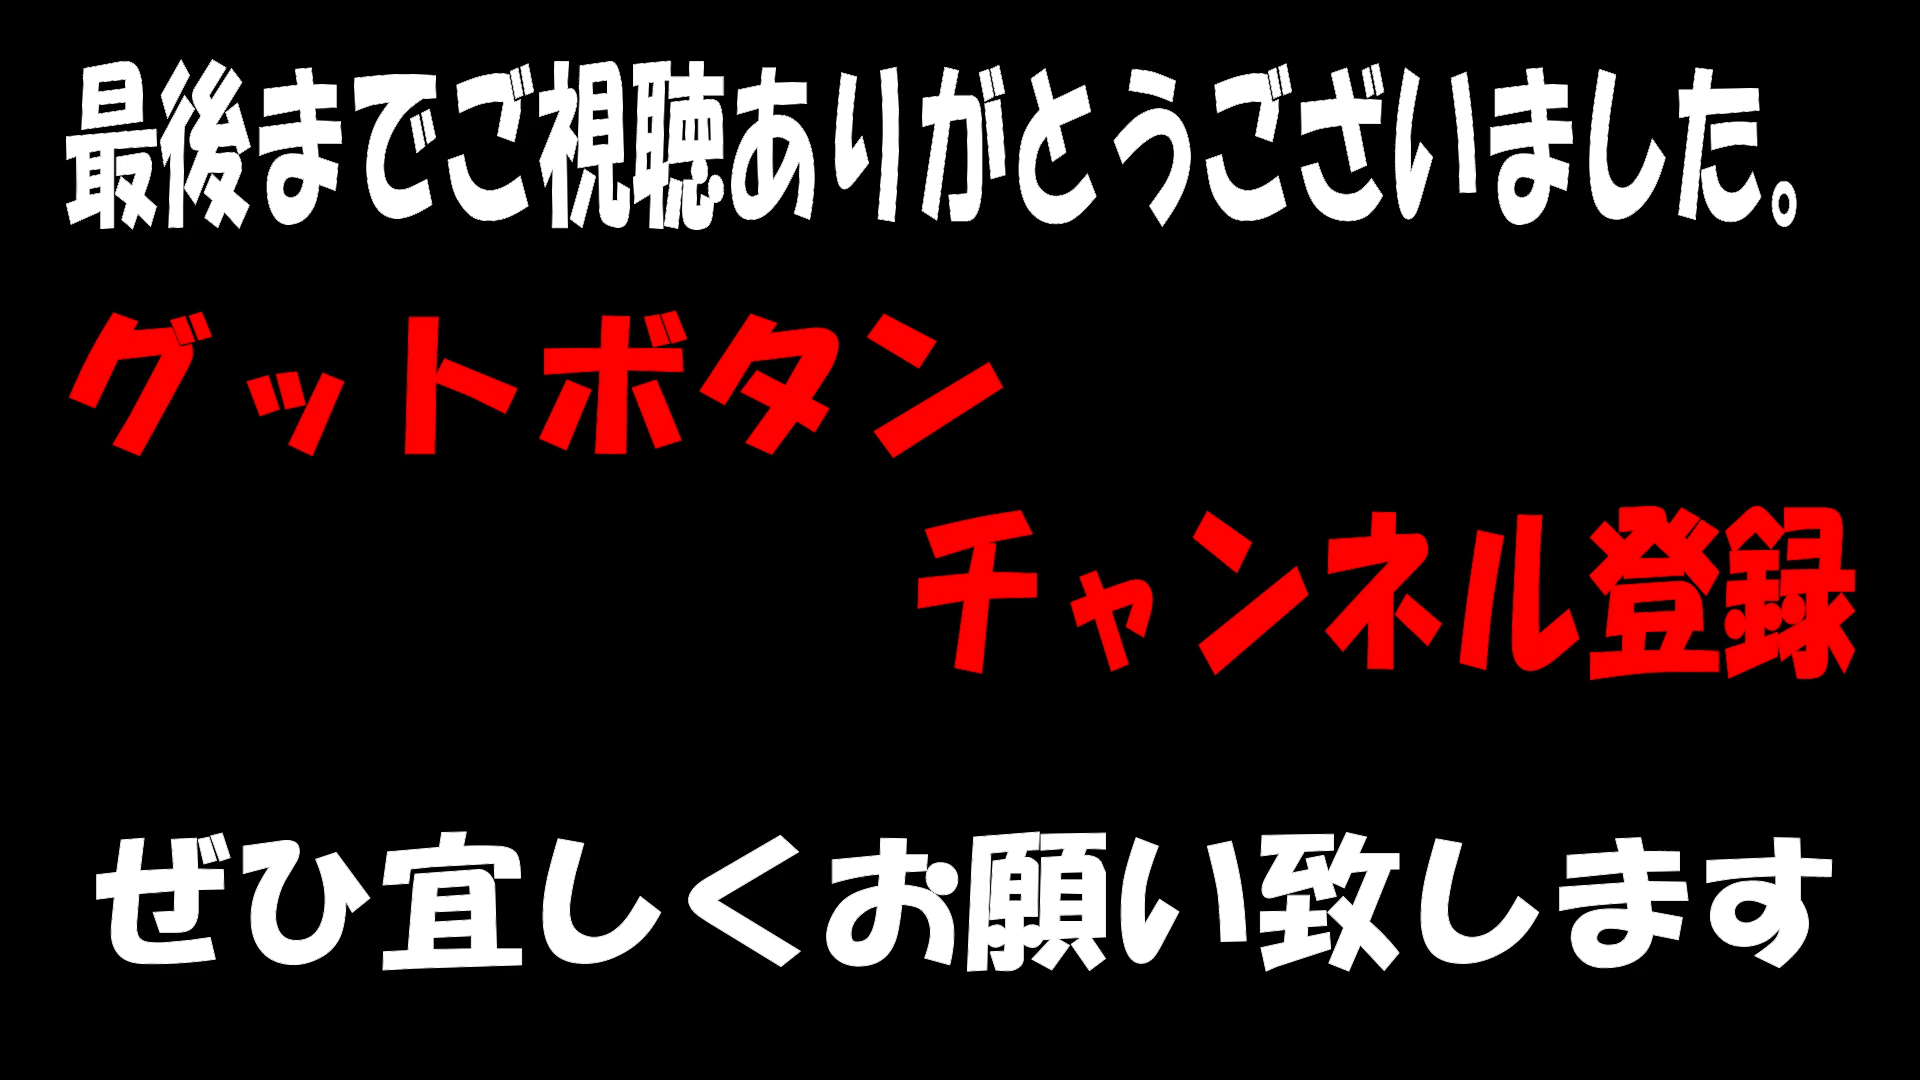 最後までご視聴ありがとうございました。
グットボタン
チャンネル登録
ぜひ宜しくお願い致します